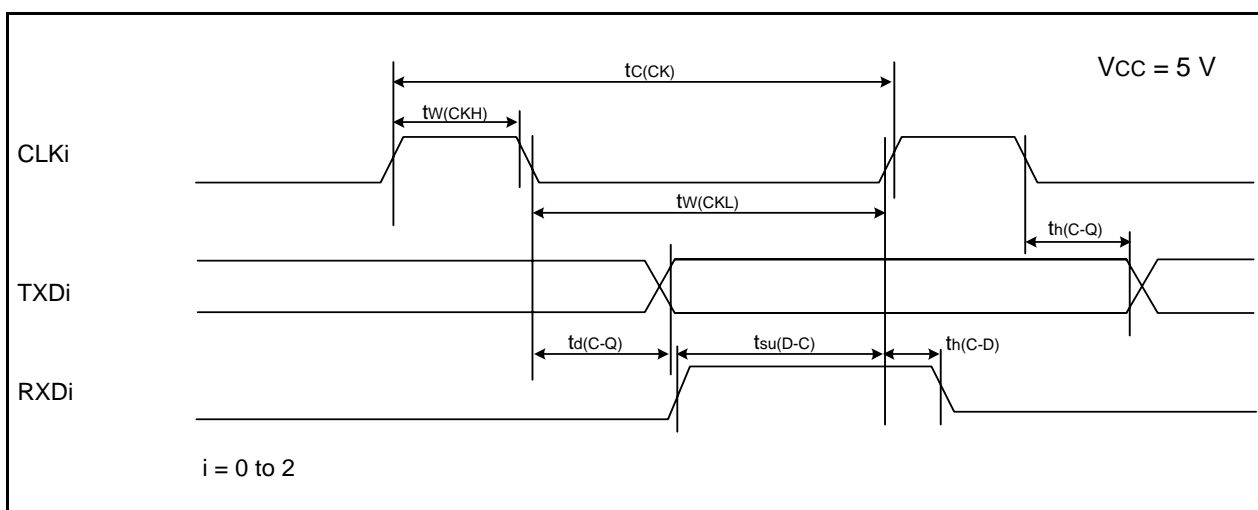 tC(CK)
VCC = 5 V
tW(CKH)
CLKi
tW(CKL)
th(C-Q)
TXDi
td(C-Q)
tsu(D-C)
th(C-D)
RXDi
i = 0 to 2